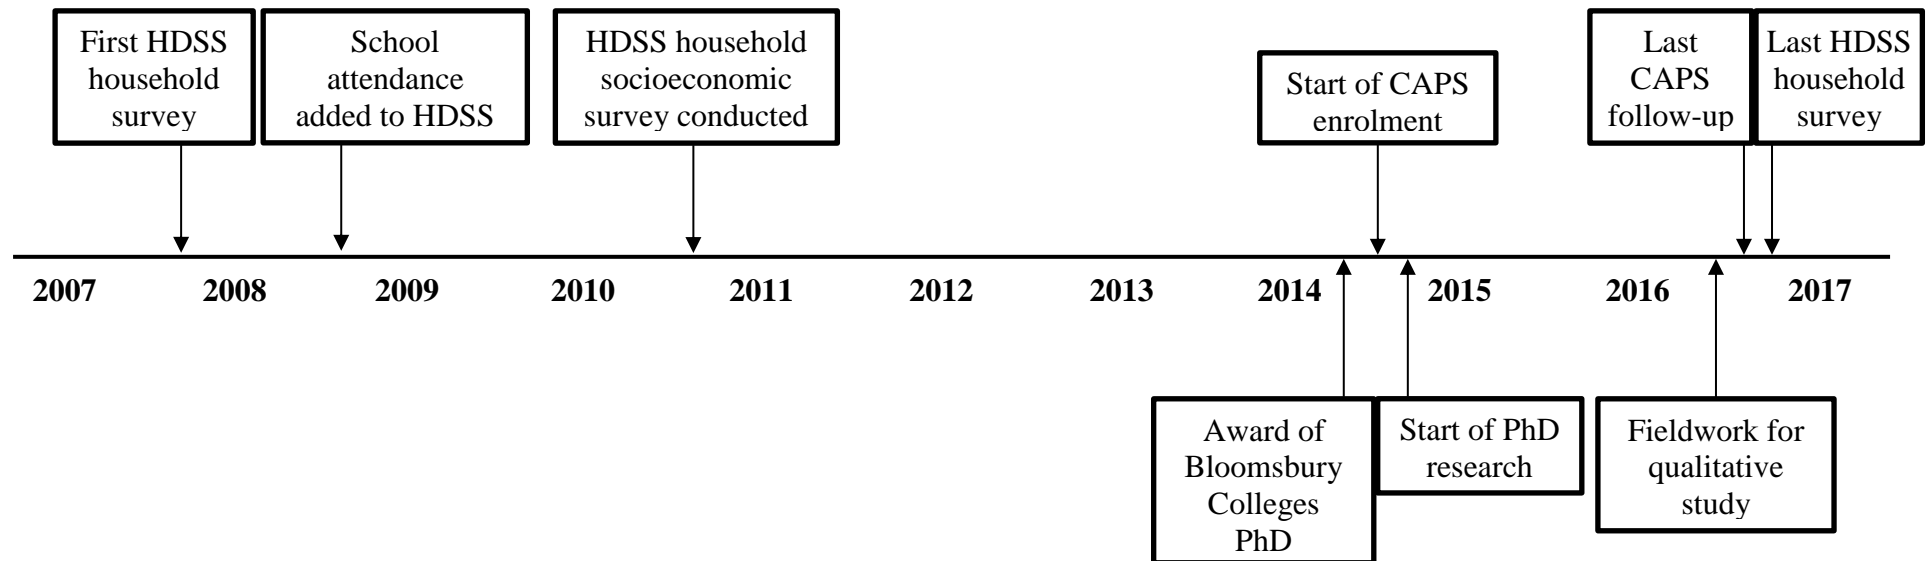 First HDSS
household
survey
School
attendance
added to HDSS
HDSS household
socioeconomic
survey conducted
Start of CAPS
enrolment
Last
CAPS
follow-up
Last HDSS
household
survey
2007 2008 2009 2010 2011 2012 2013 2014 2015 2016 2017
Award of
Bloomsbury
Colleges
PhD
Start of PhD
research
Fieldwork for
qualitative
study